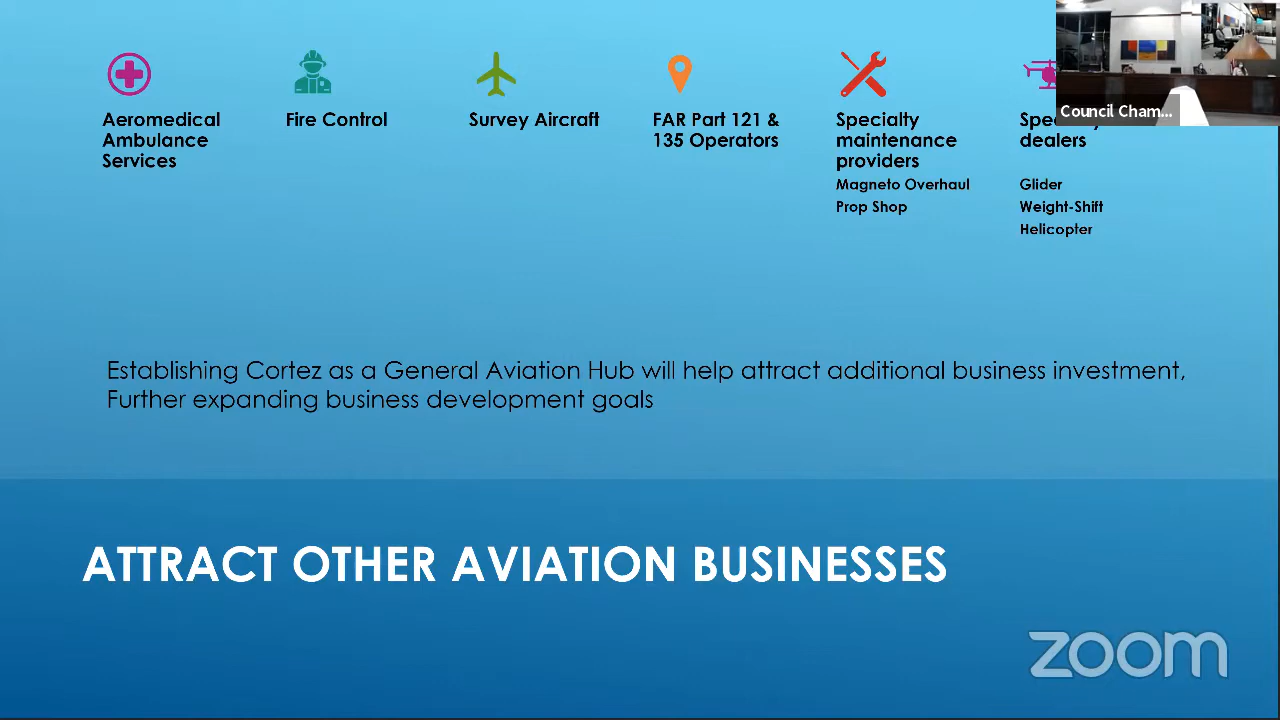 Aeromedical
Ambulance
Services
Fire Control
Survey Aircraft
FAR Part 121 &
135 Operators
Specialty
maintenance
providers
Magneto Overhaul
Prop Shop
dealers
Glider
Weight-Shift
Helicopter
Council Cham...
Establishing Cortez as a General Aviation Hub will help attract additional business investment,
Further expanding business development goals
ATTRACT OTHER AVIATION BUSINESSES
zoom